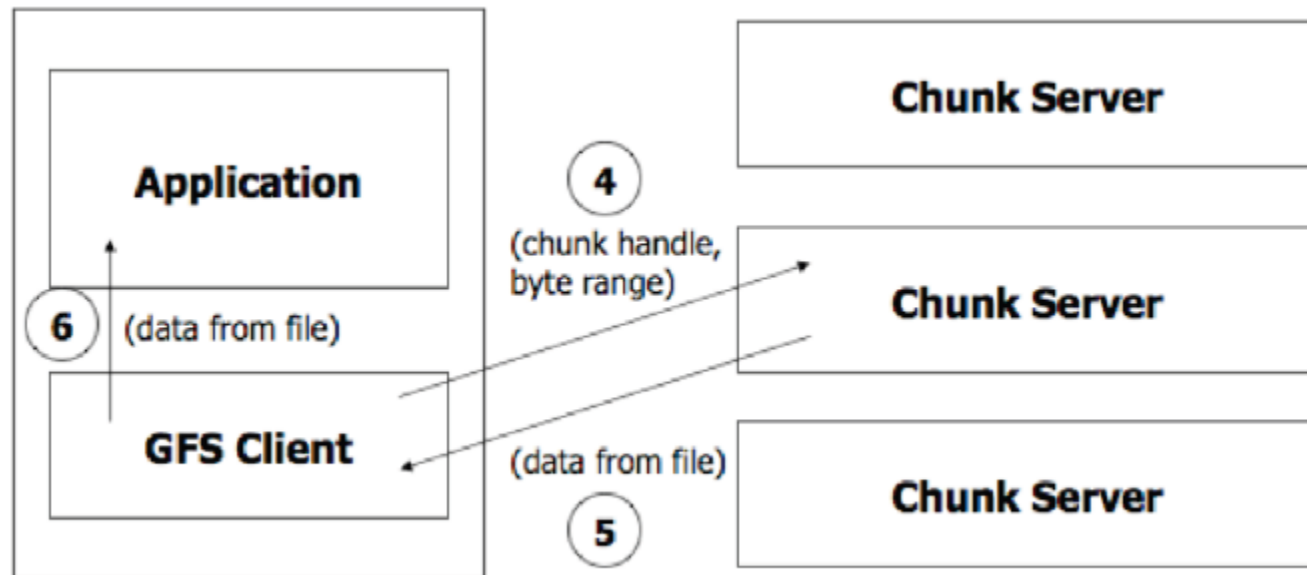 Application
6
(data from file)
GFS Client
4
(chunk handle,
byte range)
(data from file)
5
Chunk Server
Chunk Server
Chunk Server